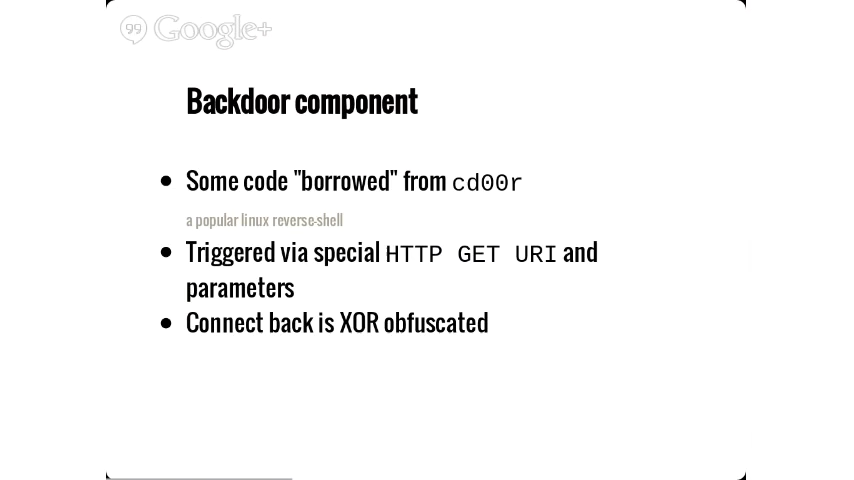 Google+
Backdoor component
Some code "borrowed" from cd00r
a popular linux reverse-shell
Triggered via special HTTP GET URI and
parameters
Connect back is XOR obfuscated